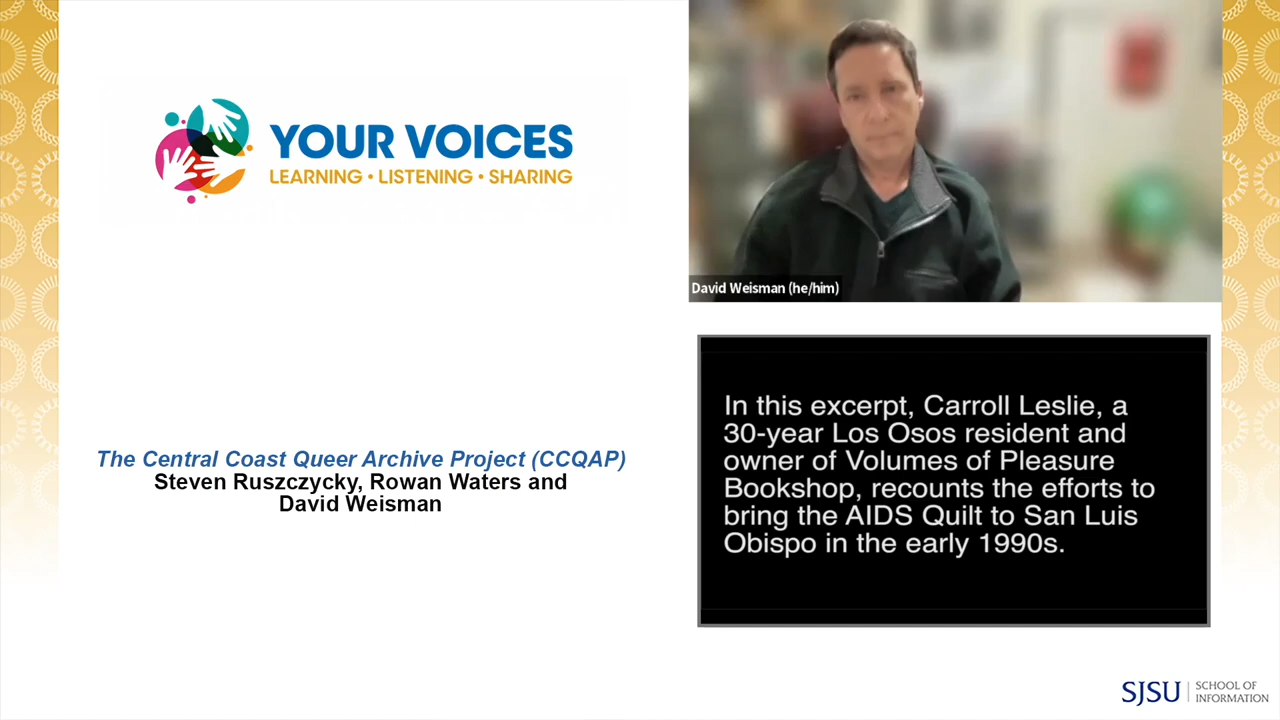 YOUR VOICES
LEARNING • LISTENING • SHARING
The Central Coast Queer Archive Project (CCQAP)
Steven Ruszczycky, Rowan Waters and
David Weisman
David Weisman (he/him)
In this excerpt, Carroll Leslie, a
30-year Los Osos resident and
owner of Volumes of Pleasure
Bookshop, recounts the efforts to
bring the AIDS Quilt to San Luis
Obispo in the early 1990s.
SJSU
SCHOOL OF
INFORMATION